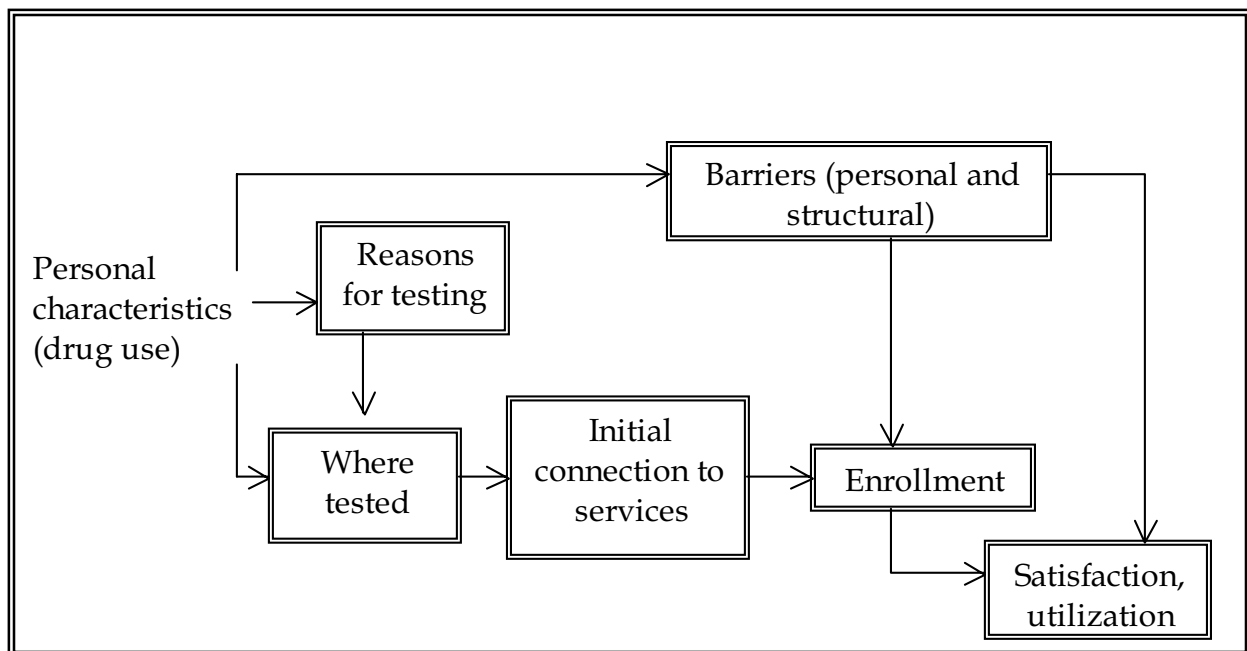 Barriers (personal and
structural)
Reasons
for testing
Personal
characteristics
(drug use)
Initial
connection to
services
Where
tested
Enrollment
Satisfaction,
utilization